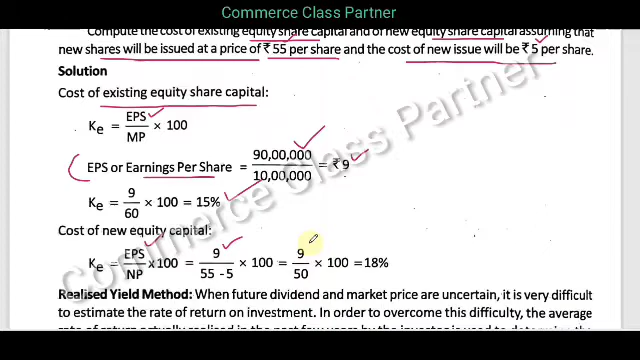 Commerce Class Partner
Compute the cost of existing equity share capital and of new equity share capital assuming that
new shares will be issued at a price of ₹ 55 per share and the cost of new issue will be ₹ 5 per share.
Solution
Cost of existing equity share capital:
Ke = EPS/MP × 100
EPS or Earnings Per Share = 90,00,000/10,00,000 = ₹ 9
Ke = 9/60 × 100 = 15%
Cost of new equity capital:
Ke = EPS/NP × 100 = 9/55 - 5 × 100 = 9/50 × 100 = 18%
Realised Yield Method: When future dividend and market price are uncertain, it is very difficult
to estimate the rate of return on investment. In order to overcome this difficulty, the average
Commerce Class Partner